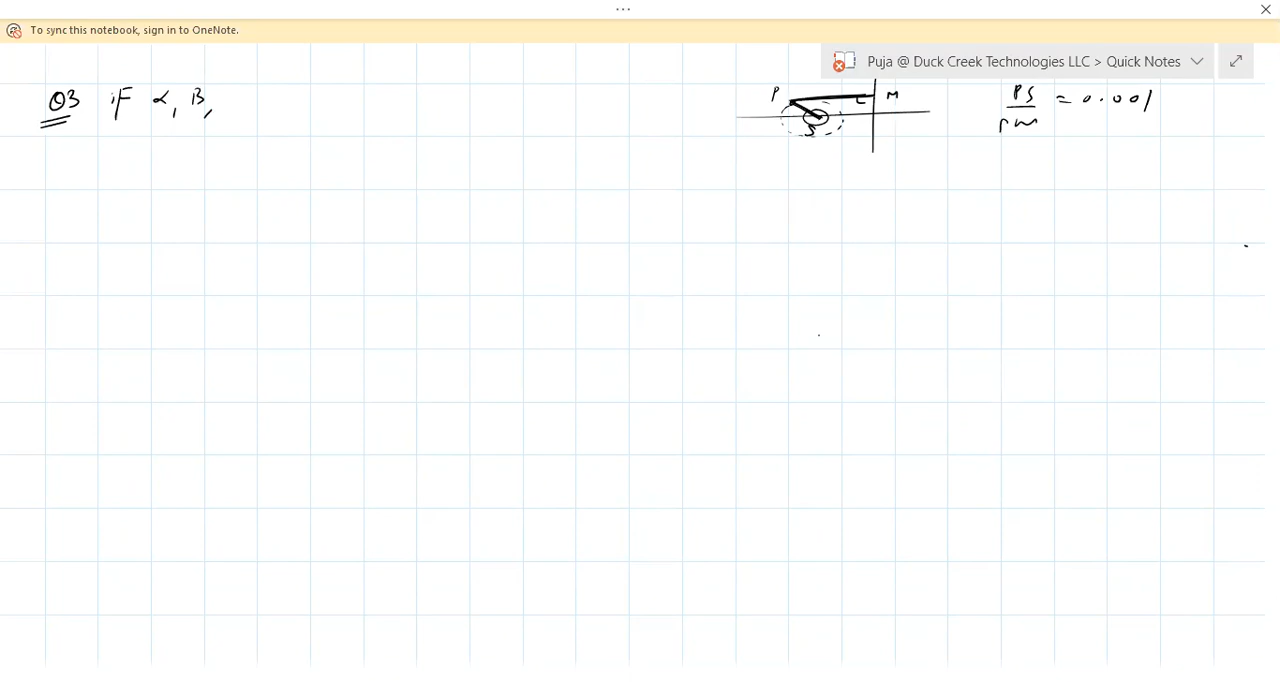 To sync this notebook, sign in to OneNote.
Puja @ Duck Creek Technologies LLC > Quick Notes
Q3 if α, β,
P L M
S
PS/PM = 0.001